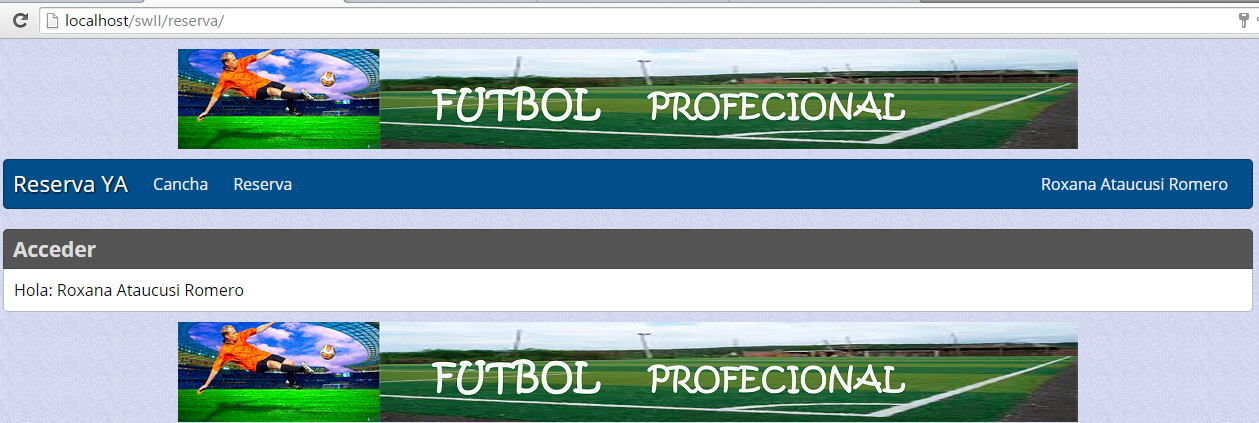 localhost/swll/reserva/
FUTBOL PROFECIONAL
Reserva YA Cancha Reserva Roxana Ataucusi Romero
Acceder
Hola: Roxana Ataucusi Romero
FUTBOL PROFECIONAL